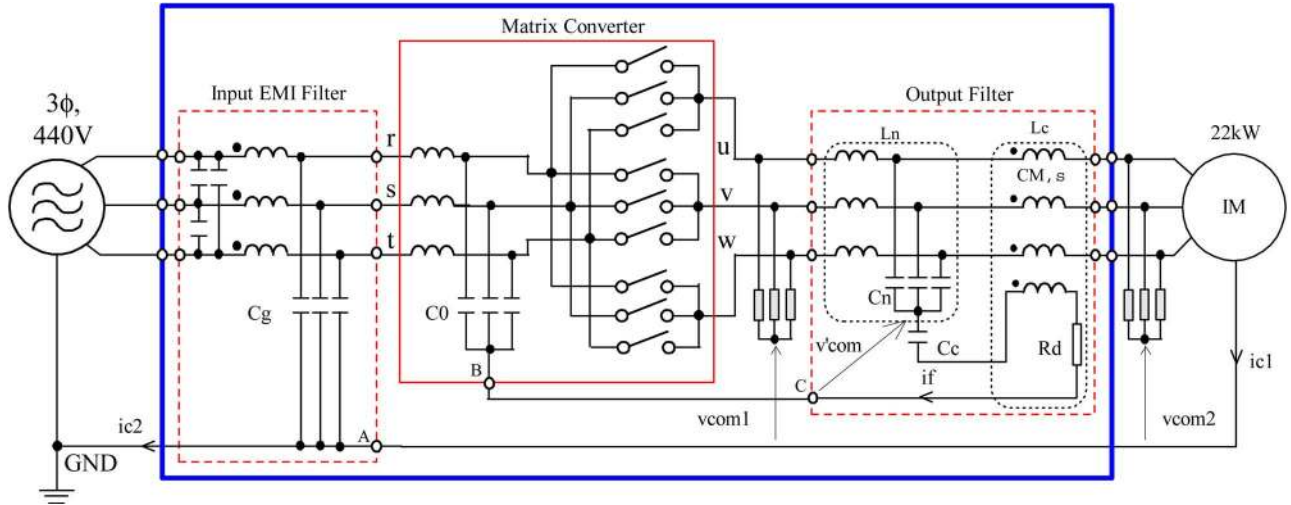 Matrix Converter
Input EMI Filter
Output Filter
3ϕ,
440V
22kW
Ln
Lc
r
u
CM,s
s
v
IM
t
w
Cg
C0
Cn
v'com
Cc
Rd
B
C
if
ic1
vcom1
vcom2
ic2
A
GND